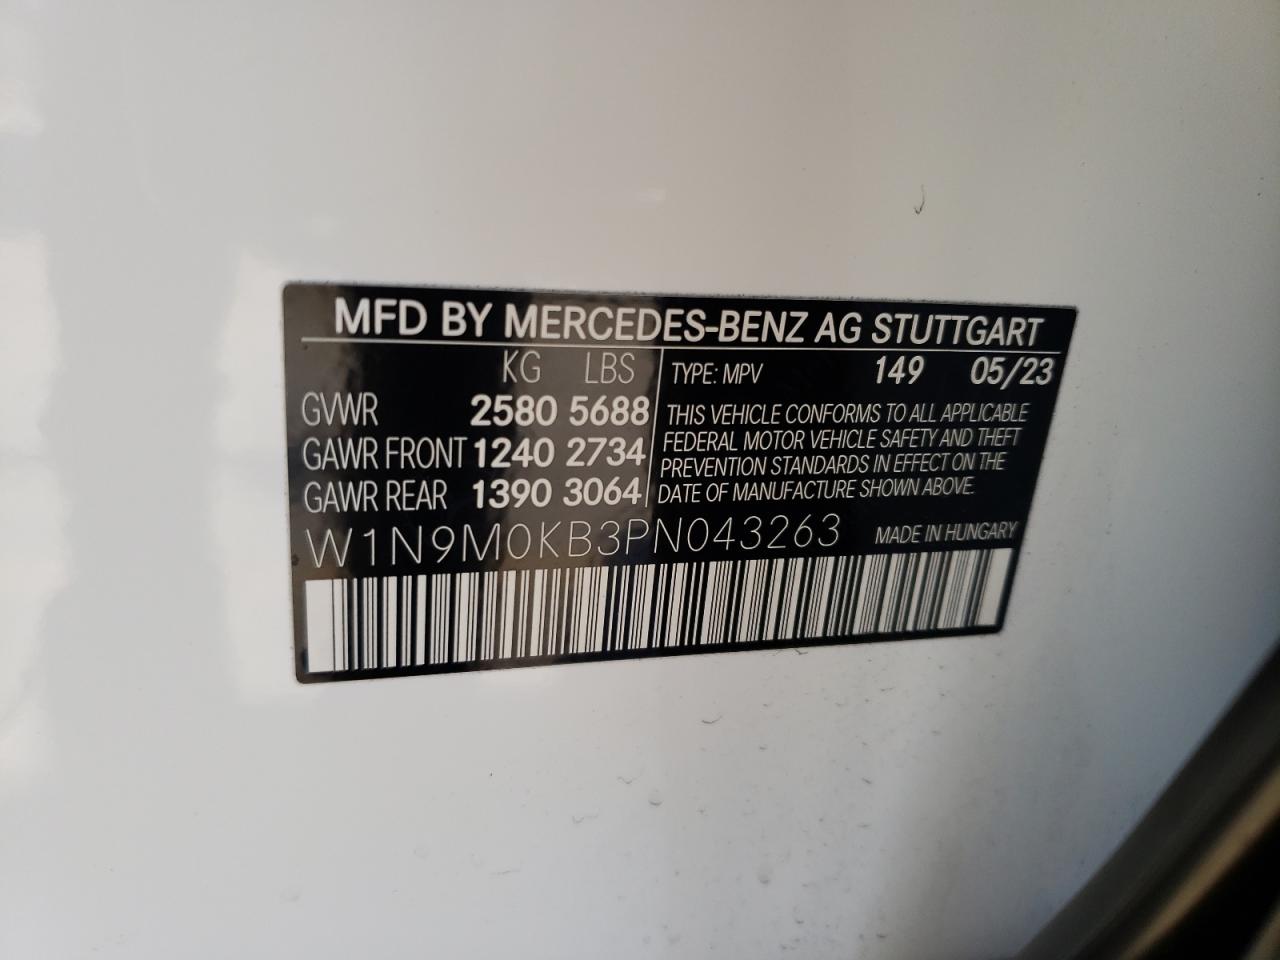 MFD BY MERCEDES-BENZ AG STUTTGART
KG LBS
GVWR 2580 5688
GAWR FRONT 1240 2734
GAWR REAR 1390 3064
TYPE: MPV 149 05/23
THIS VEHICLE CONFORMS TO ALL APPLICABLE
FEDERAL MOTOR VEHICLE SAFETY AND THEFT
PREVENTION STANDARDS IN EFFECT ON THE
DATE OF MANUFACTURE SHOWN ABOVE.
W1N9M0KB3PN043263 MADE IN HUNGARY